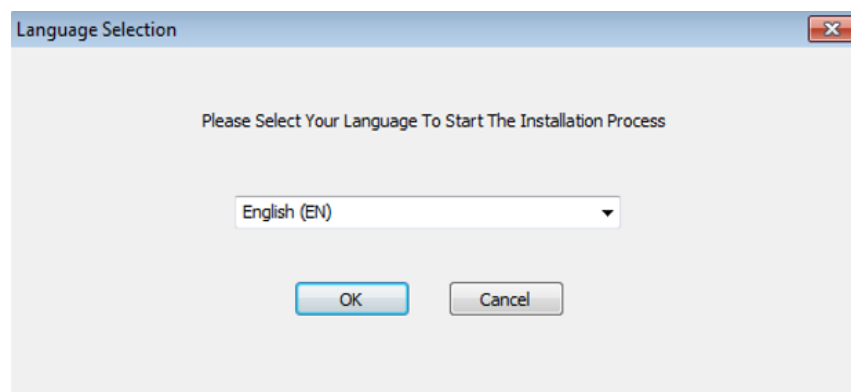 Language Selection
Please Select Your Language To Start The Installation Process
English (EN)
OK Cancel